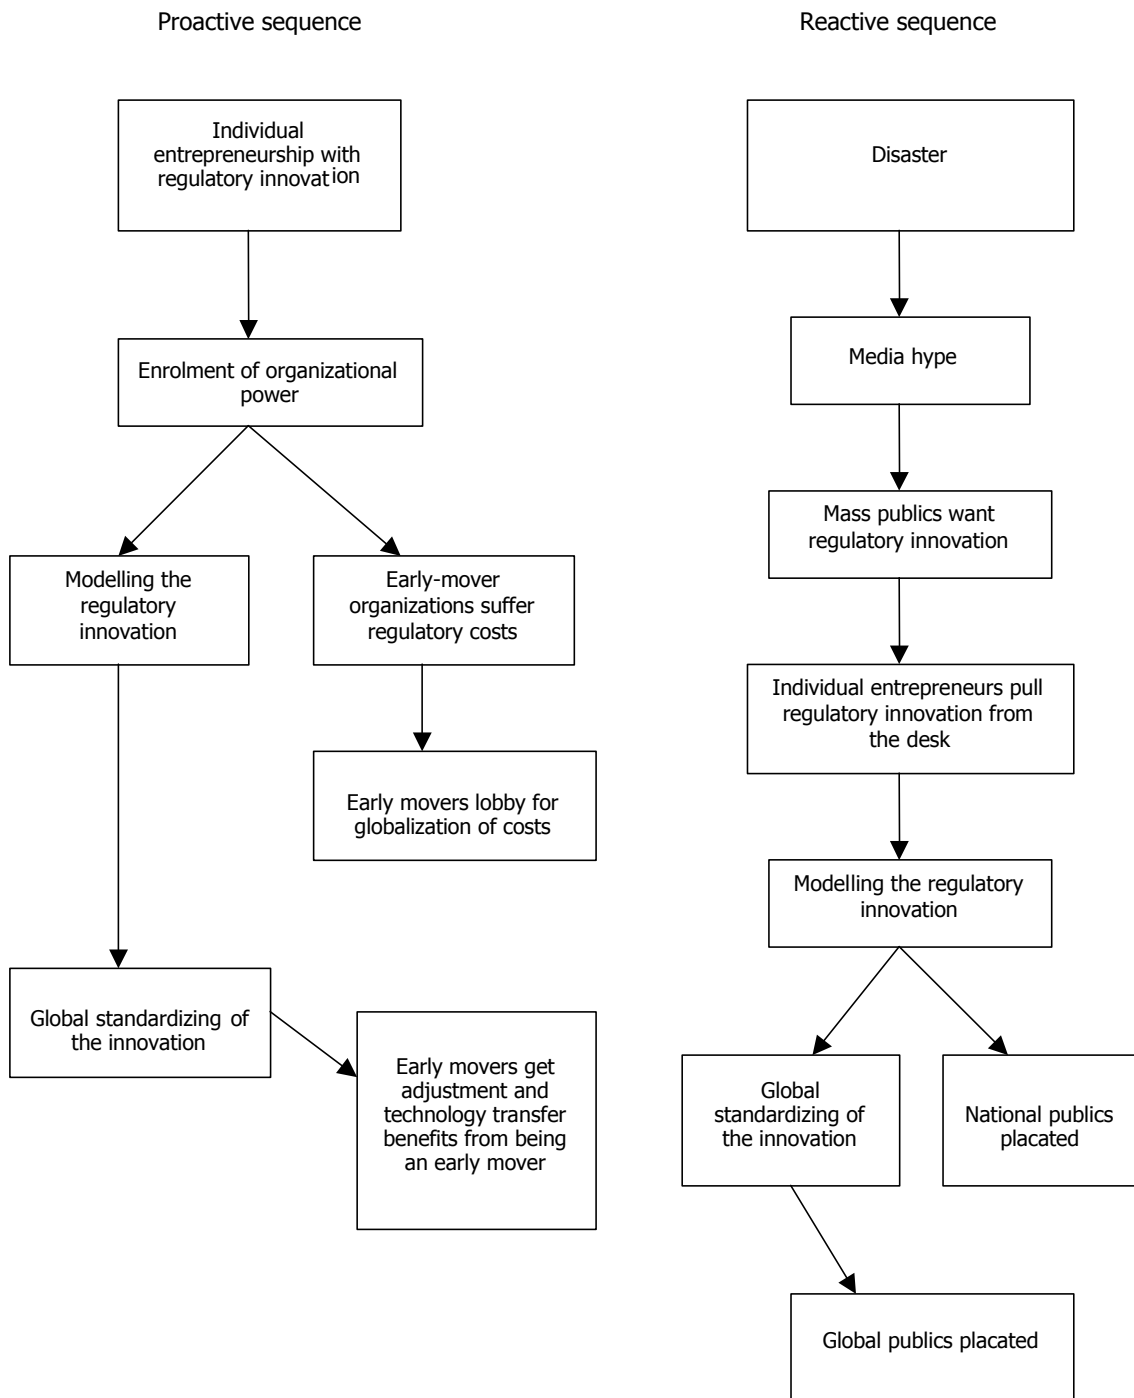 Proactive sequence
Individual
entrepreneurship with
regulatory innovation
Enrolment of organizational
power
Modelling the
regulatory
innovation
Early-mover
organizations suffer
regulatory costs
Early movers lobby for
globalization of costs
Global standardizing of
the innovation
Early movers get
adjustment and
technology transfer
benefits from being
an early mover
Reactive sequence
Disaster
Media hype
Mass publics want
regulatory innovation
Individual entrepreneurs pull
regulatory innovation from
the desk
Modelling the regulatory
innovation
Global
standardizing of
the innovation
National publics
placated
Global publics placated